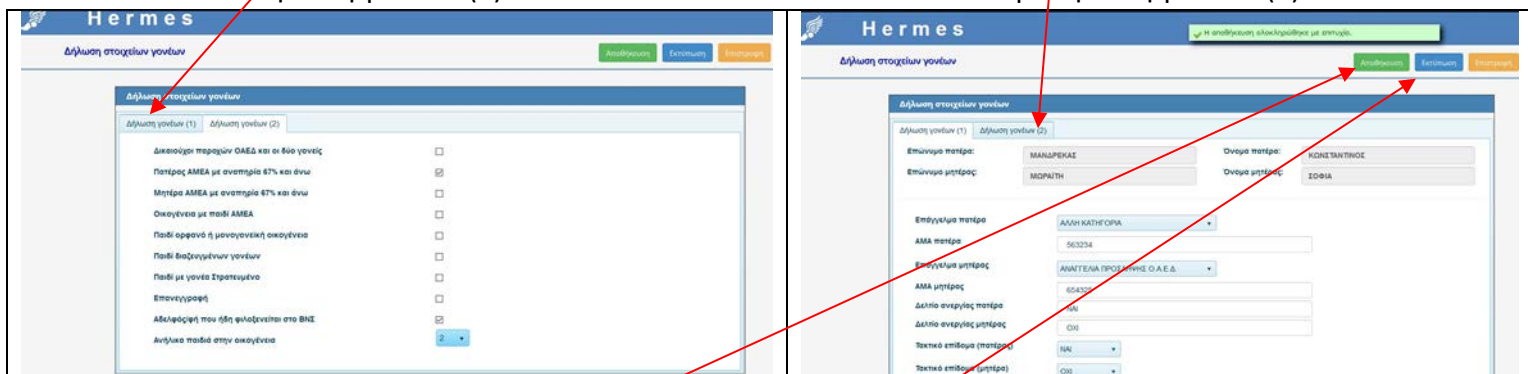 Hermes
Δήλωση στοιχείων γονέων
Αποθήκευση Εκτύπωση Επιστροφή
Δήλωση στοιχείων γονέων
Δήλωση γονέων (1) Δήλωση γονέων (2)
Δικαιούχοι παροχών ΟΑΕΔ και οι δύο γονείς
Πατέρας ΑΜΕΑ με αναπηρία 67% και άνω
Μητέρα ΑΜΕΑ με αναπηρία 67% και άνω
Οικογένεια με παιδί ΑΜΕΑ
Παιδί ορφανό ή μονογονεϊκή οικογένεια
Παιδί διαζευγμένων γονέων
Παιδί με γονέα Στρατευμένο
Επανεγγραφή
Αδελφός/φή που ήδη φιλοξενείται στο ΒΝΣ
Ανήλικα παιδιά στην οικογένεια 2
Hermes
Η αποθήκευση ολοκληρώθηκε με επιτυχία.
Δήλωση στοιχείων γονέων
Αποθήκευση Εκτύπωση Επιστροφή
Δήλωση στοιχείων γονέων
Δήλωση γονέων (1) Δήλωση γονέων (2)
Επώνυμο πατέρα: ΜΑΝΔΡΕΚΑΣ Όνομα πατέρα: ΚΩΝΣΤΑΝΤΙΝΟΣ
Επώνυμο μητέρας: ΜΩΡΑΪΤΗ Όνομα μητέρας: ΣΟΦΙΑ
Επάγγελμα πατέρα ΑΛΛΗ ΚΑΤΗΓΟΡΙΑ
ΑΜΑ πατέρα 563234
Επάγγελμα μητέρας ΑΝΑΓΓΕΛΙΑ ΠΡΟΣΛΗΨΗΣ Ο.Α.Ε.Δ.
ΑΜΑ μητέρας
Δελτίο ανεργίας πατέρα ΝΑΙ
Δελτίο ανεργίας μητέρας ΟΧΙ
Τακτικό επίδομα (πατέρας) ΝΑΙ
Τακτικό επίδομα (μητέρα) ΟΧΙ